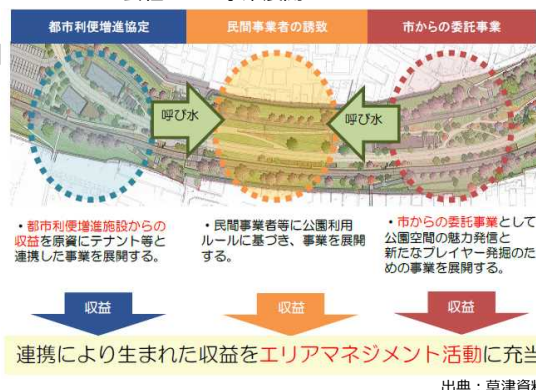 都市利便増進協定
民間事業者の誘致
市からの委託事業
呼び水
呼び水
・都市利便増進施設からの
収益を原資にテナント等と
連携した事業を展開する。
・民間事業者等に公園利用
ルールに基づき、事業を展開
する。
・市からの委託事業として
公園空間の魅力発信と
新たなプレイヤー発掘のた
めの事業を展開する。
収益
収益
収益
連携により生まれた収益をエリアマネジメント活動に充当
出典:草津資料